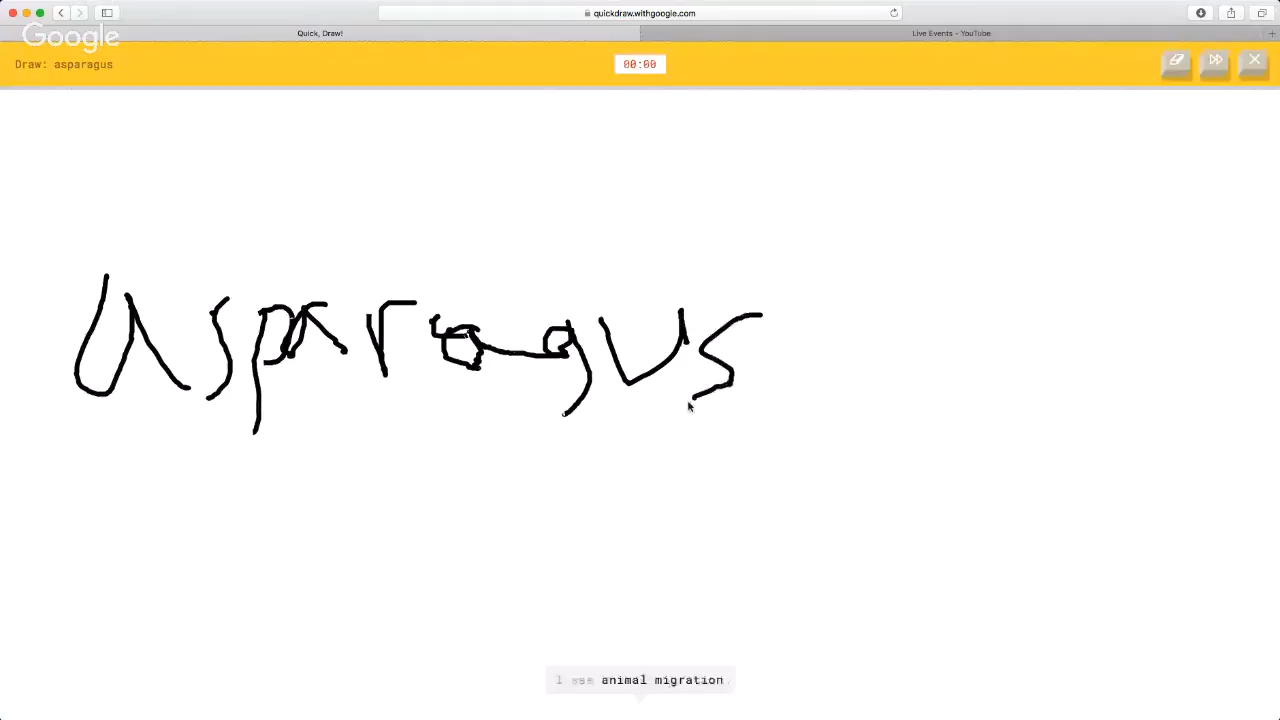 quickdraw.withgoogle.com
Google
Quick, Draw!
Live Events - YouTube
Draw: asparagus
00:00
asparagus
I see animal migration